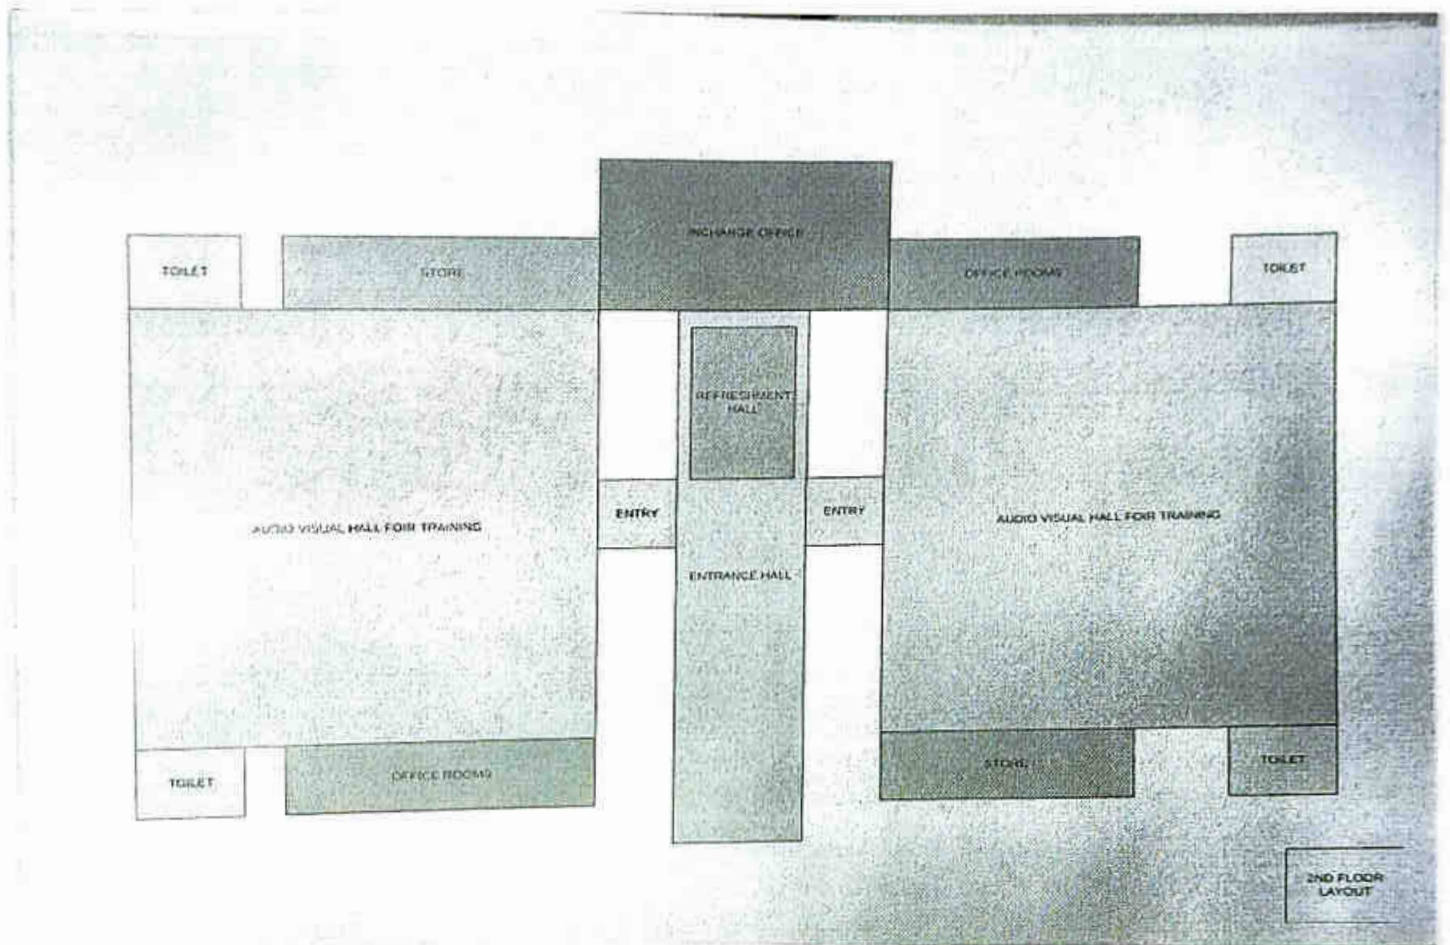 INCHARGE OFFICE
TOILET
STORE
OFFICE ROOMS
TOILET
REFRESHMENT
HALL
AUDIO VISUAL HALL FOIR TRAINING
ENTRY
ENTRY
AUDIO VISUAL HALL FOIR TRAINING
ENTRANCE HALL
TOILET
OFFICE ROOMS
STORE
TOILET
2ND FLOOR
LAYOUT